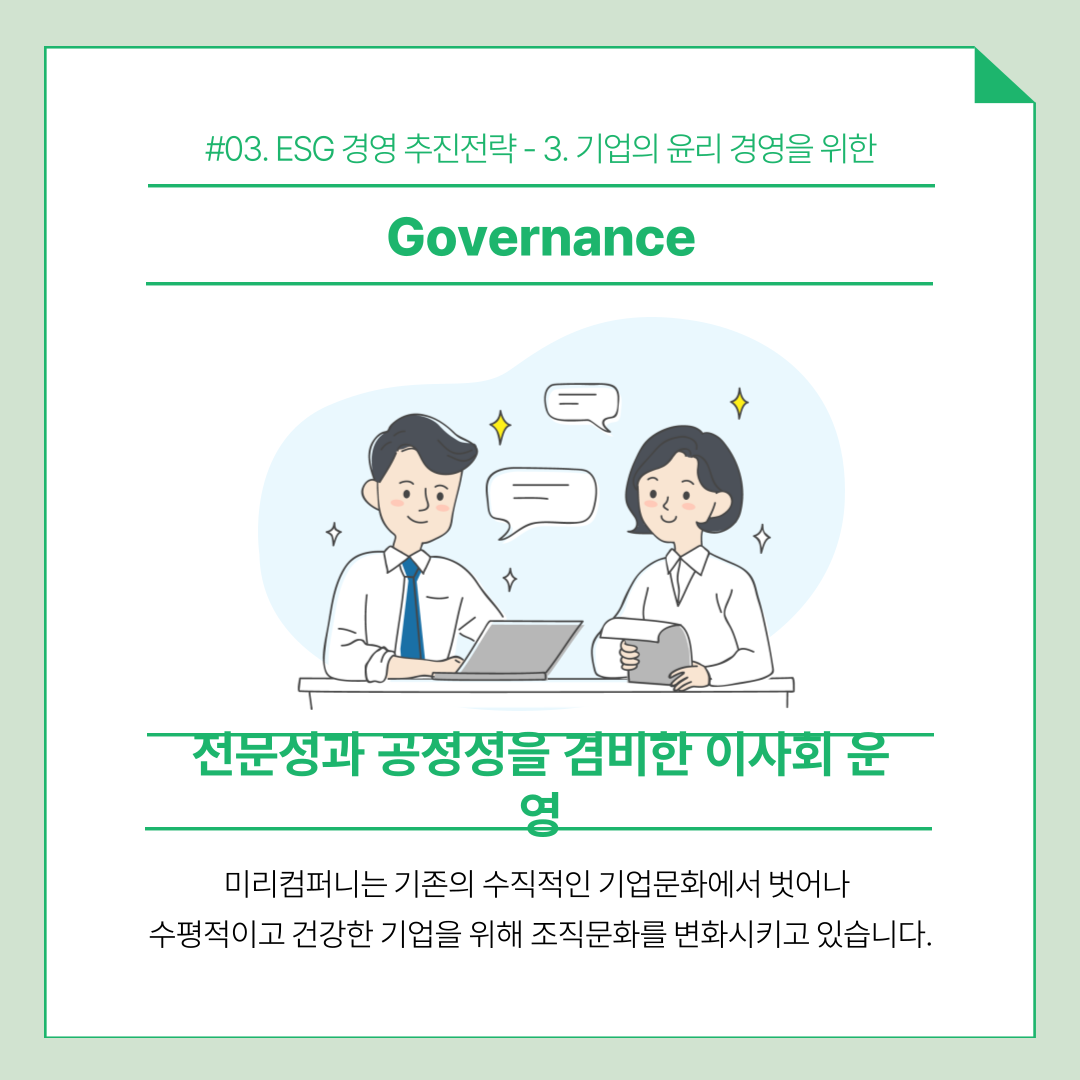 #03. ESG 경영 추진전략 - 3. 기업의 윤리 경영을 위한
Governance
전문성과 공정성을 겸비한 이사회 운
영
미리컴퍼니는 기존의 수직적인 기업문화에서 벗어나
수평적이고 건강한 기업을 위해 조직문화를 변화시키고 있습니다.